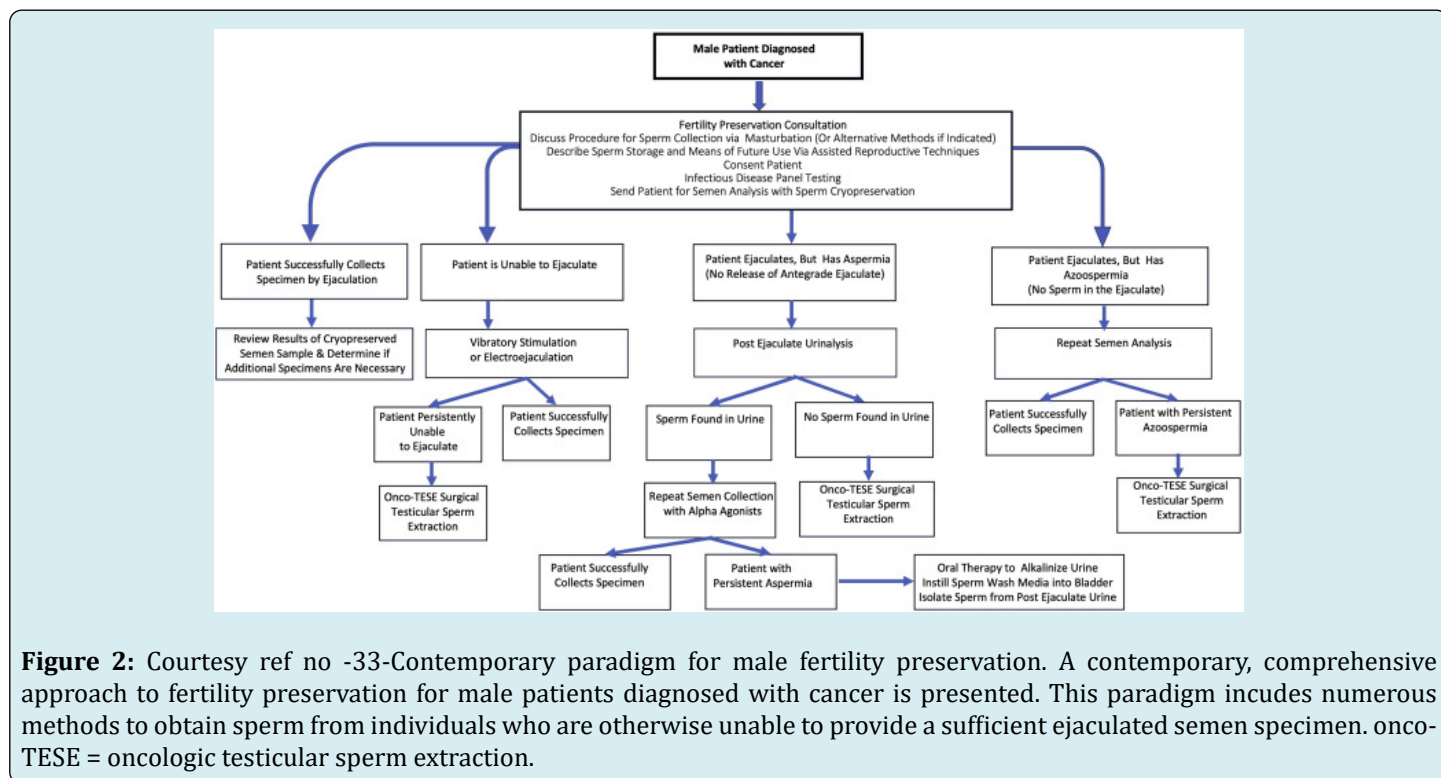 Male Patient Diagnosed
with Cancer
Fertility Preservation Consultation
Discuss Procedure for Sperm Collection via Masturbation (Or Alternative Methods if Indicated)
Describe Sperm Storage and Means of Future Use Via Assisted Reproductive Techniques
Consent Patient
Infectious Disease Panel Testing
Send Patient for Semen Analysis with Sperm Cryopreservation
Patient Successfully Collects
Specimen by Ejaculation
Patient is Unable to Ejaculate
Patient Ejaculates, But Has Aspermia
(No Release of Antegrade Ejaculate)
Patient Ejaculates, But Has
Azoospermia
(No Sperm in the Ejaculate)
Review Results of Cryopreserved
Semen Sample & Determine if
Additional Specimens Are Necessary
Vibratory Stimulation
or Electroejaculation
Post Ejaculate Urinalysis
Repeat Semen Analysis
Patient Persistently
Unable
to Ejaculate
Patient Successfully
Collects Specimen
Sperm Found in Urine
No Sperm Found in Urine
Patient Successfully
Collects Specimen
Patient with Persistent
Azoospermia
Onco-TESE Surgical
Testicular Sperm
Extraction
Repeat Semen Collection
with Alpha Agonists
Onco-TESE Surgical
Testicular Sperm
Extraction
Onco-TESE Surgical
Testicular Sperm
Extraction
Patient Successfully
Collects Specimen
Patient with
Persistent Aspermia
Oral Therapy to Alkalinize Urine
Instill Sperm Wash Media into Bladder
Isolate Sperm from Post Ejaculate Urine
Figure 2: Courtesy ref no -33-Contemporary paradigm for male fertility preservation. A contemporary, comprehensive
approach to fertility preservation for male patients diagnosed with cancer is presented. This paradigm incudes numerous
methods to obtain sperm from individuals who are otherwise unable to provide a sufficient ejaculated semen specimen. onco-
TESE = oncologic testicular sperm extraction.